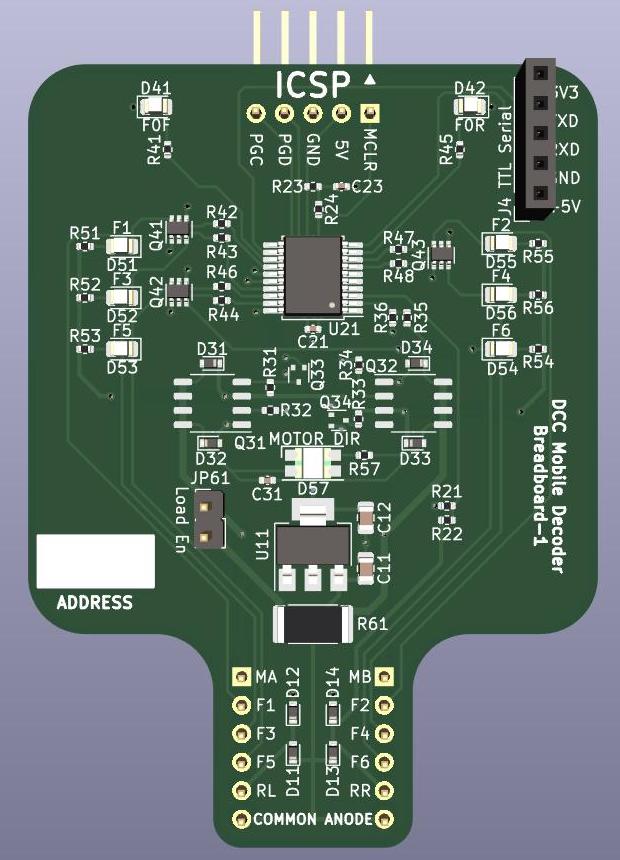 ICSP
D41
F0F
R41
D42
F0R
R45
PGC
PGD
GND
5V
MCLR
J4 TTL Serial
3V3
TXD
RXD
GND
5V
R23
C23
R24
R51
F1
D51
Q41
R42
R43
R47
R48
Q43
F2
D55
R55
R52
F3
D52
Q42
R46
R44
F4
D56
R56
U21
C21
R36
R35
R53
F5
D53
F6
D54
R54
D31
R31
Q33
R34
Q32
D34
R32
Q34
R33
D32
Q31
MOTOR DIR
D33
R57
D57
C31
JP61
Load En
DCC Mobile Decoder
Breadboard-1
R21
R22
U11
C12
C11
ADDRESS
R61
MA
D12
D14
MB
F1
F2
F3
F4
F5
D11
D13
F6
RL
RR
COMMON ANODE